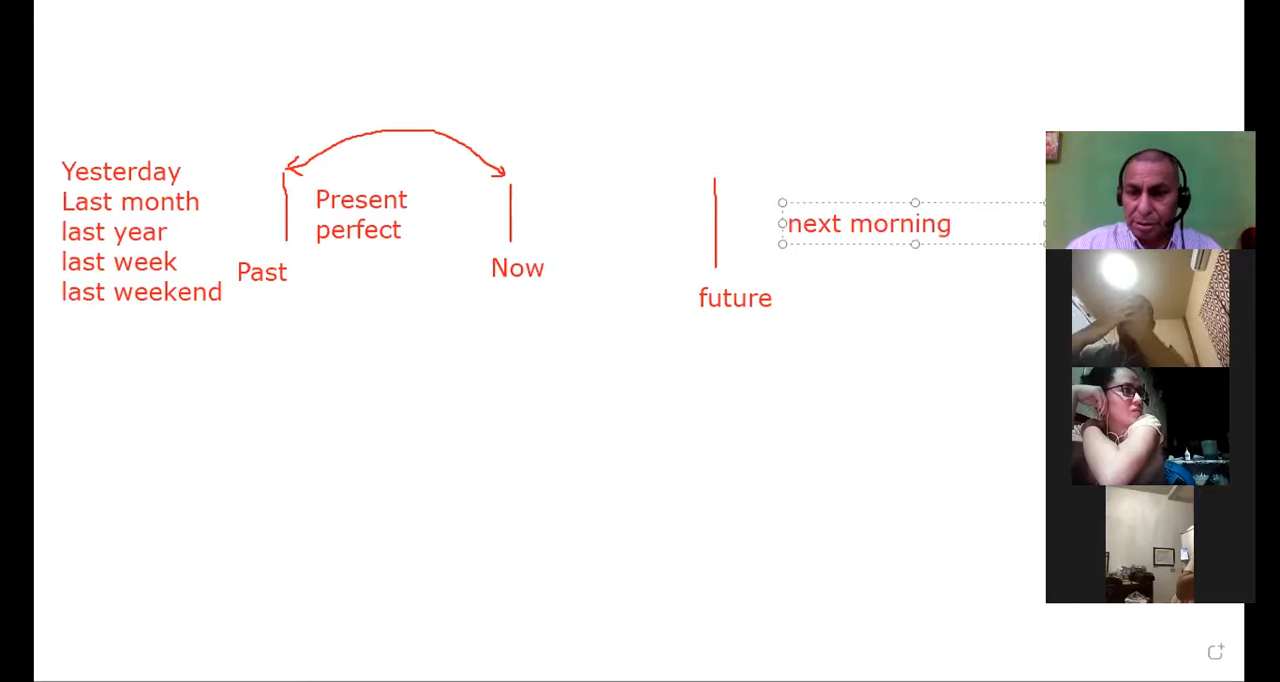 Yesterday
Last month
last year
last week
last weekend
Past
Present
perfect
Now
future
next morning